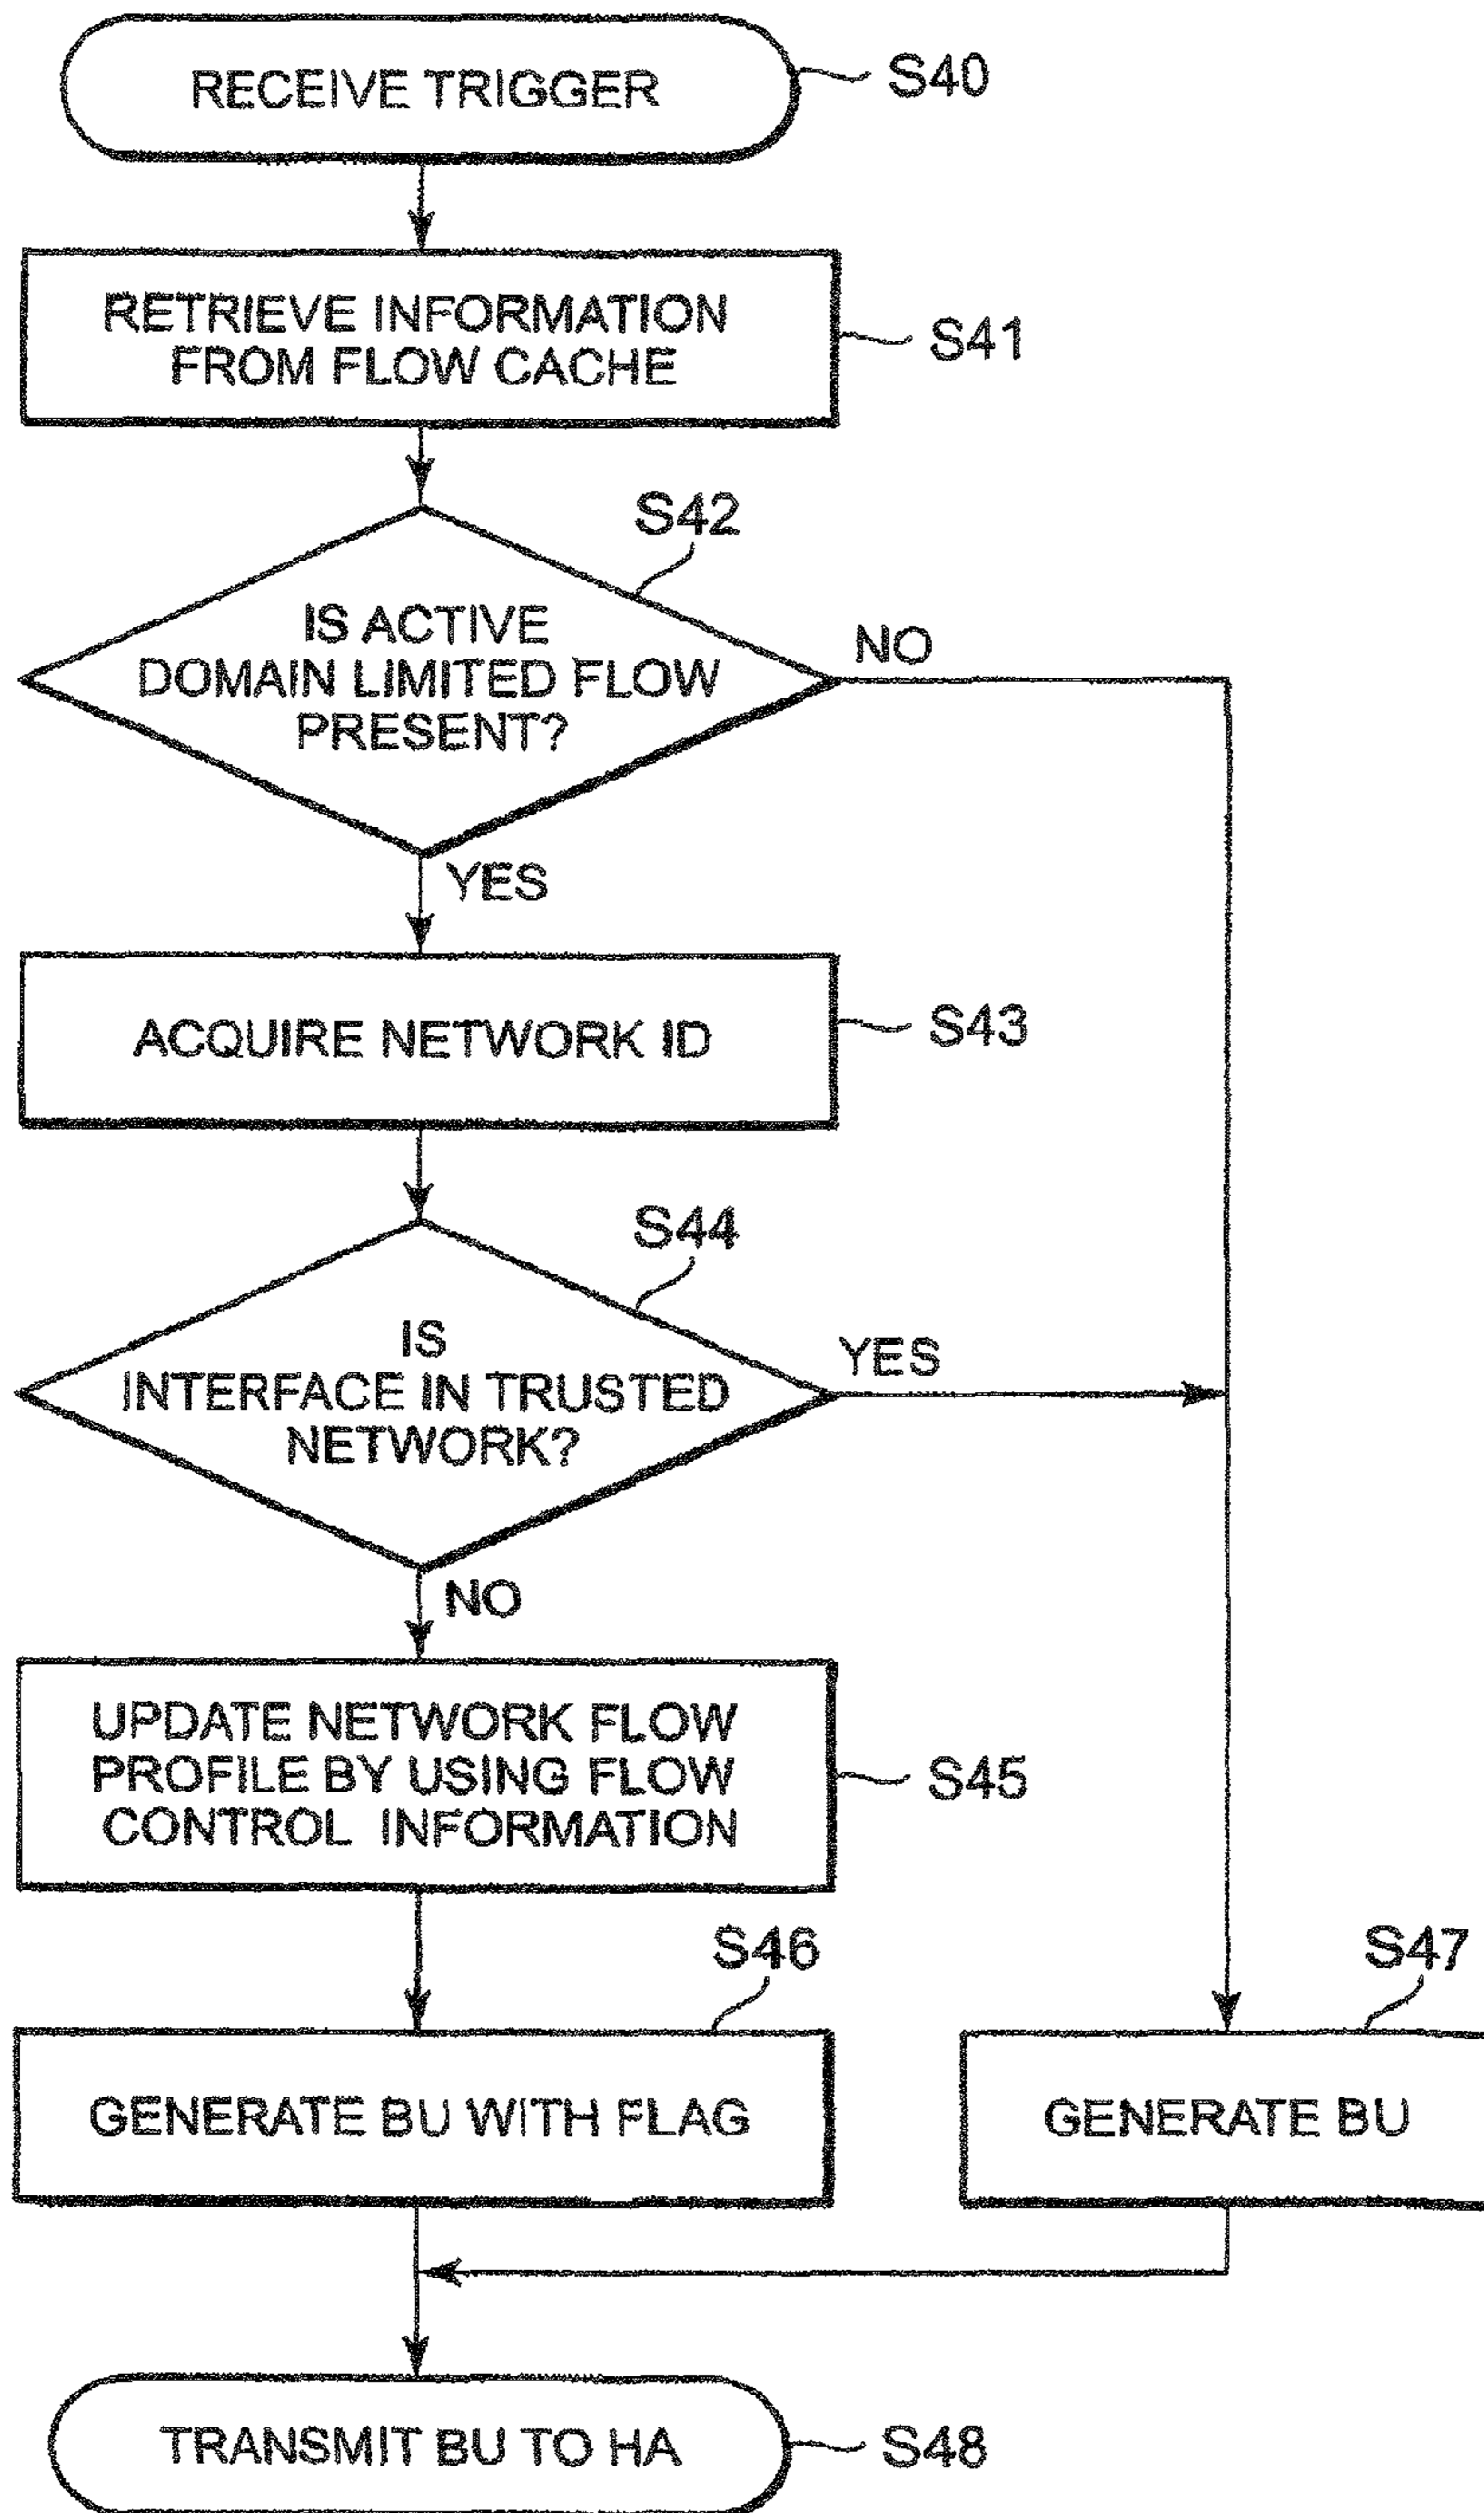 RECEIVE TRIGGER
S40
RETRIEVE INFORMATION
FROM FLOW CACHE
S41
S42
IS ACTIVE
DOMAIN LIMITED FLOW
PRESENT?
NO
YES
ACQUIRE NETWORK ID
S43
S44
IS
INTERFACE IN TRUSTED
NETWORK?
YES
NO
UPDATE NETWORK FLOW
PROFILE BY USING FLOW
CONTROL INFORMATION
S45
S46
S47
GENERATE BU WITH FLAG
GENERATE BU
TRANSMIT BU TO HA
S48